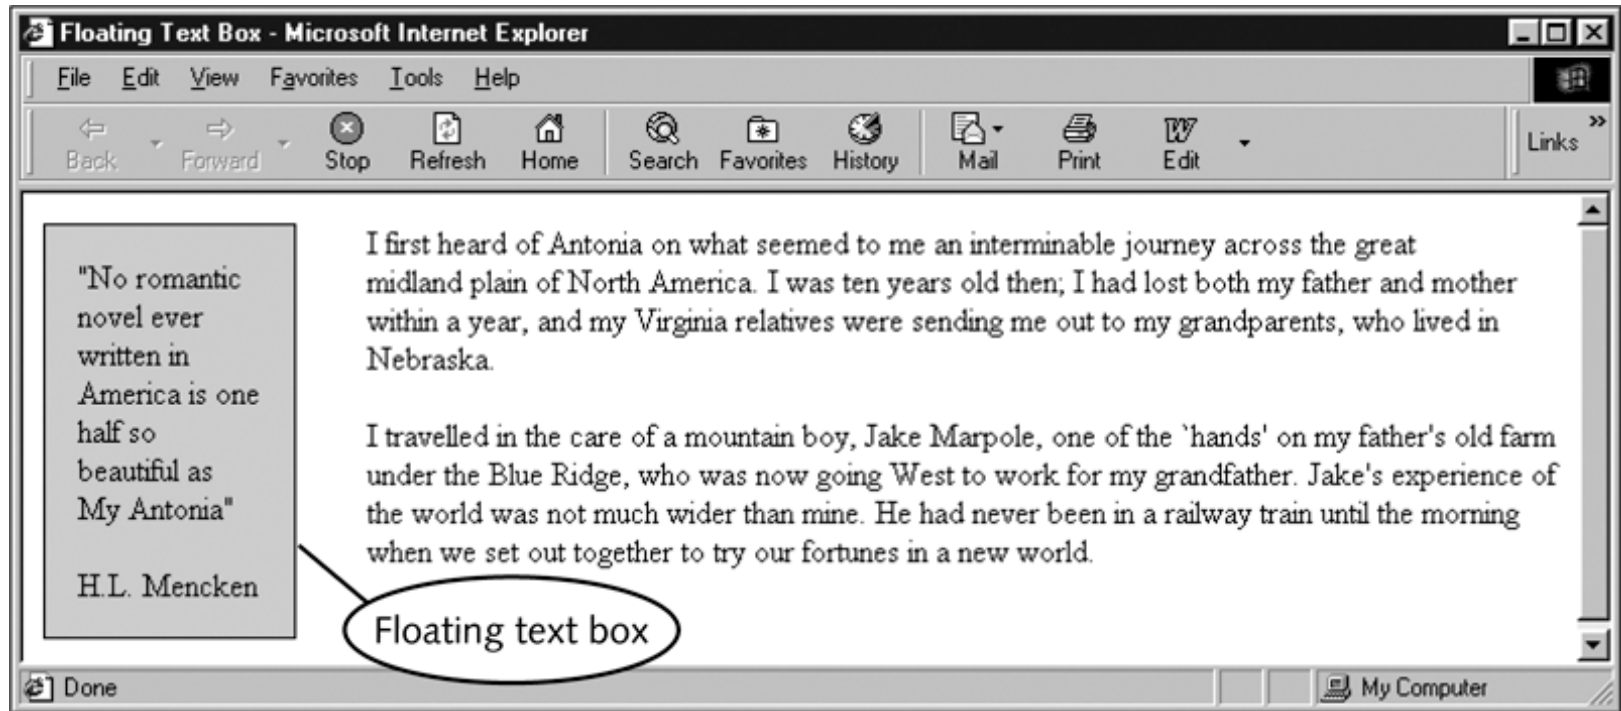 Floating Text Box - Microsoft Internet Explorer
File Edit View Favorites Tools Help
Back Forward Stop Refresh Home Search Favorites History Mail Print Edit Links »
"No romantic
novel ever
written in
America is one
half so
beautiful as
My Antonia"
H.L. Mencken
I first heard of Antonia on what seemed to me an interminable journey across the great
midland plain of North America. I was ten years old then; I had lost both my father and mother
within a year, and my Virginia relatives were sending me out to my grandparents, who lived in
Nebraska.
I travelled in the care of a mountain boy, Jake Marpole, one of the `hands' on my father's old farm
under the Blue Ridge, who was now going West to work for my grandfather. Jake's experience of
the world was not much wider than mine. He had never been in a railway train until the morning
when we set out together to try our fortunes in a new world.
Floating text box
Done My Computer